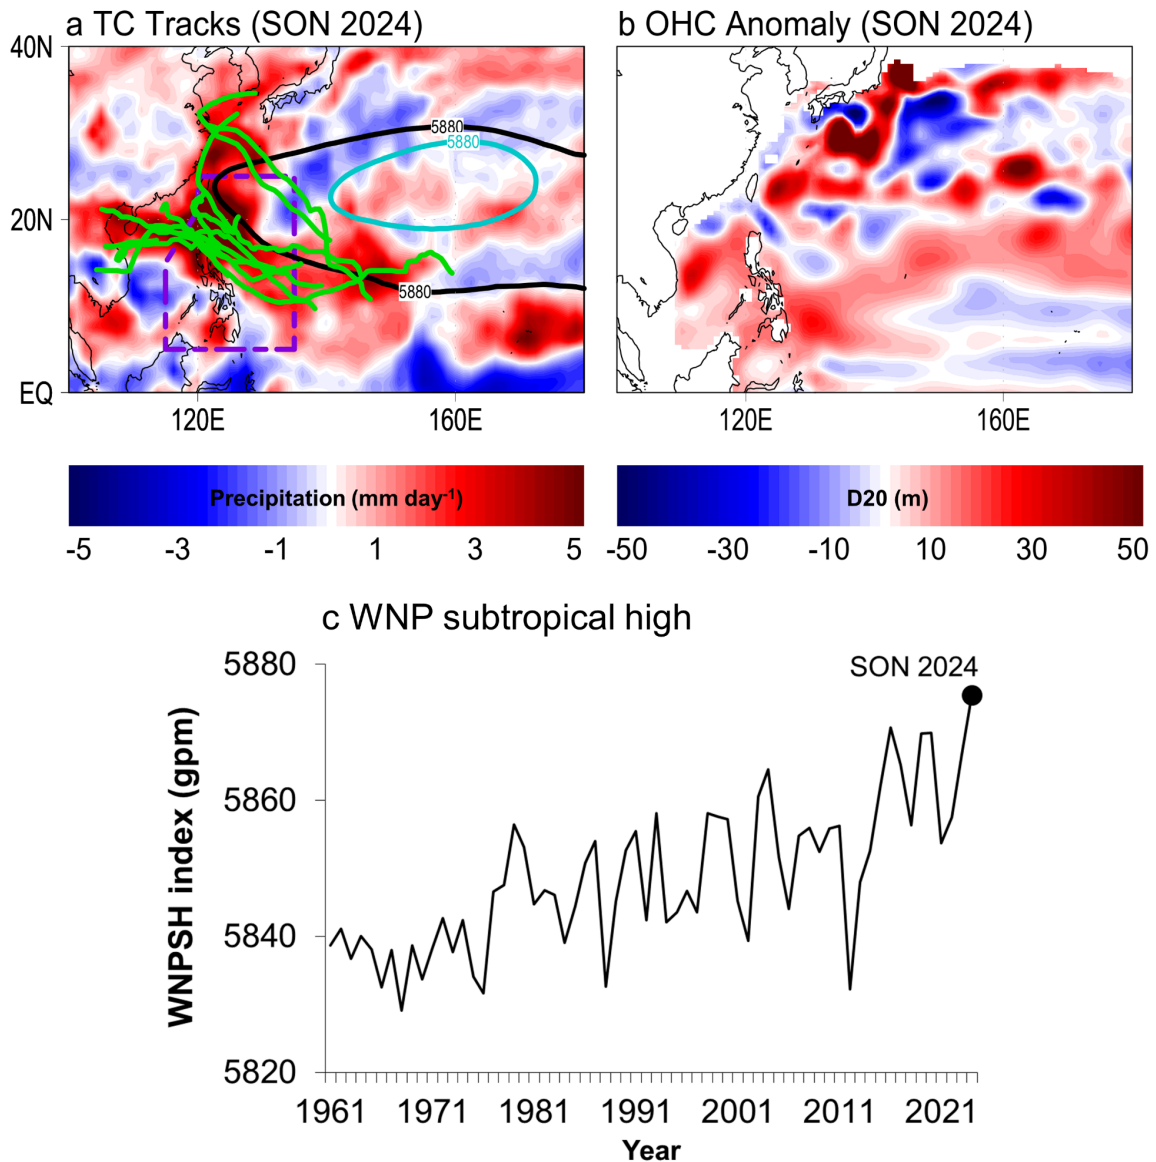 a TC Tracks (SON 2024)
b OHC Anomaly (SON 2024)
40N
20N
EQ
5880
5880
5880
120E
160E
120E
160E
Precipitation (mm day⁻¹)
-5 -3 -1 1 3 5
D20 (m)
-50 -30 -10 10 30 50
c WNP subtropical high
SON 2024
5880
5860
5840
5820
WNPSH index (gpm)
1961 1971 1981 1991 2001 2011 2021
Year